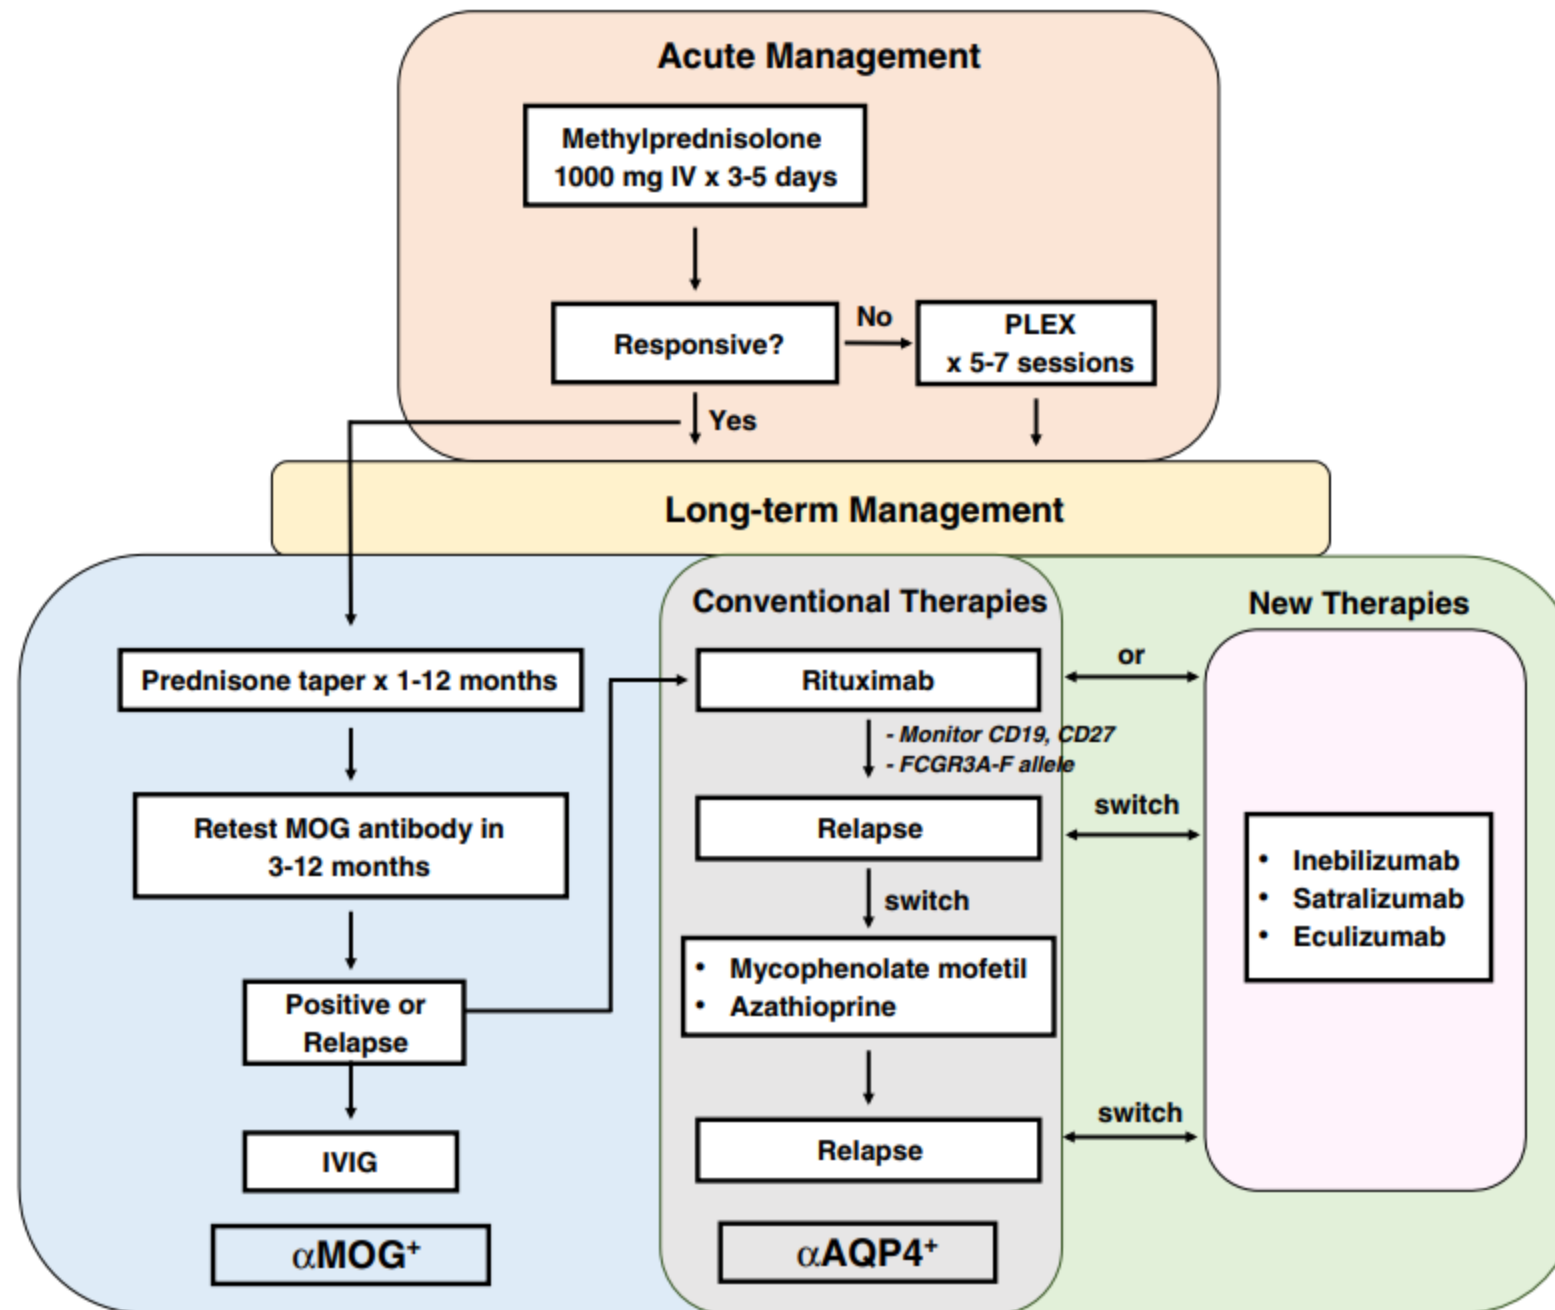 Acute Management
Methylprednisolone
1000 mg IV x 3-5 days
Responsive?
No
PLEX
x 5-7 sessions
Yes
Long-term Management
Prednisone taper x 1-12 months
Retest MOG antibody in
3-12 months
Positive or
Relapse
IVIG
αMOG⁺
Conventional Therapies
Rituximab
- Monitor CD19, CD27
- FCGR3A-F allele
Relapse
switch
• Mycophenolate mofetil
• Azathioprine
Relapse
αAQP4⁺
or
switch
switch
New Therapies
• Inebilizumab
• Satralizumab
• Eculizumab